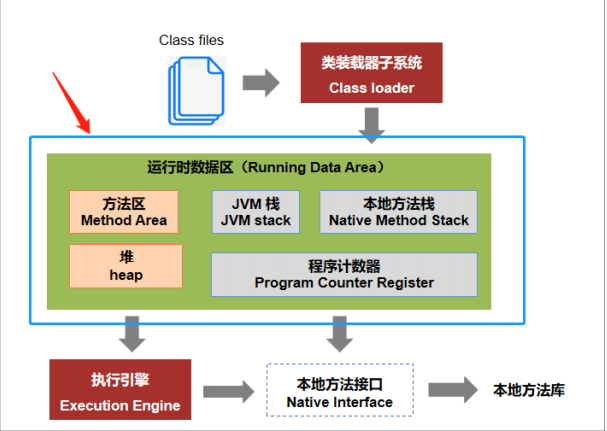 Class files
类装载器子系统
Class loader
运行时数据区（Running Data Area）
方法区
Method Area
JVM 栈
JVM stack
本地方法栈
Native Method Stack
堆
heap
程序计数器
Program Counter Register
执行引擎
Execution Engine
本地方法接口
Native Interface
本地方法库